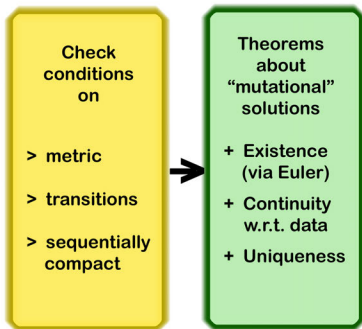 Check
conditions
on
> metric
> transitions
> sequentially
compact
Theorems
about
“mutational”
solutions
+ Existence
(via Euler)
+ Continuity
w.r.t. data
+ Uniqueness